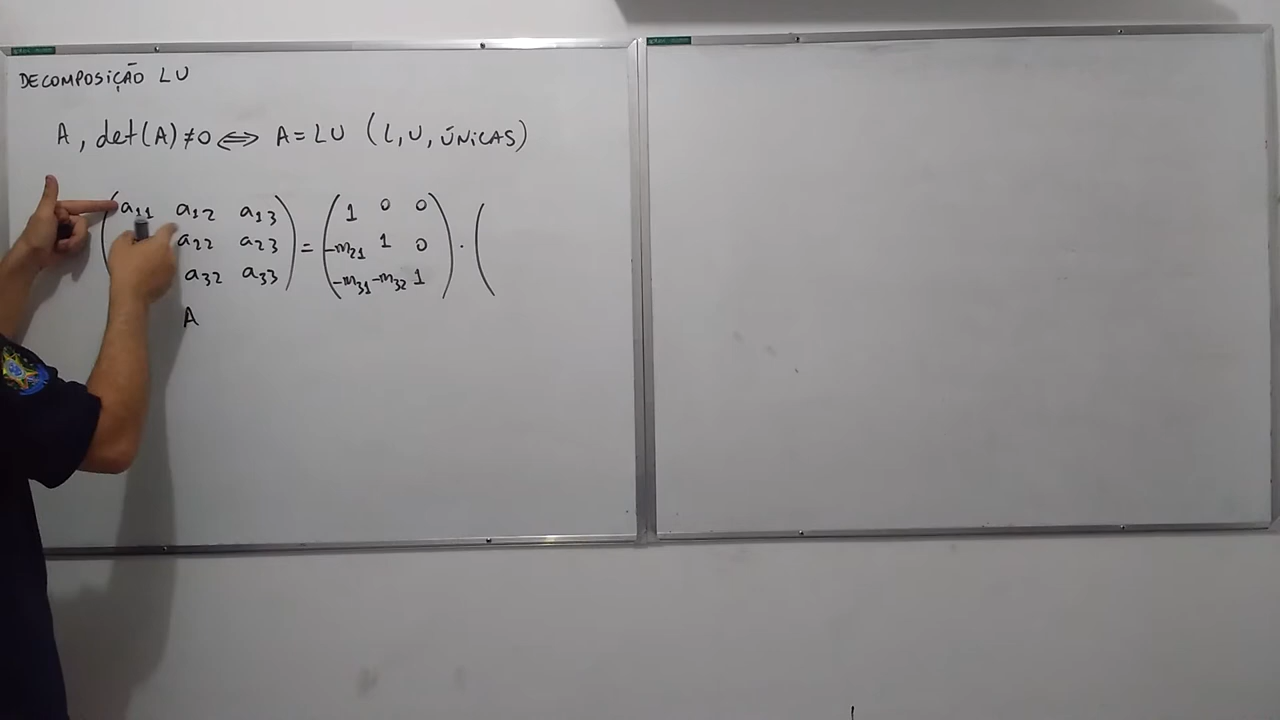 DECOMPOSIÇÃO LU
A, det(A)≠0 ⟺ A=LU (L,U, ÚNICAS)
( a11 a12 a13 ) = ( 1 0 0 ) · (
a22 a23 -m21 1 0
a32 a33 -m31 -m32 1
A